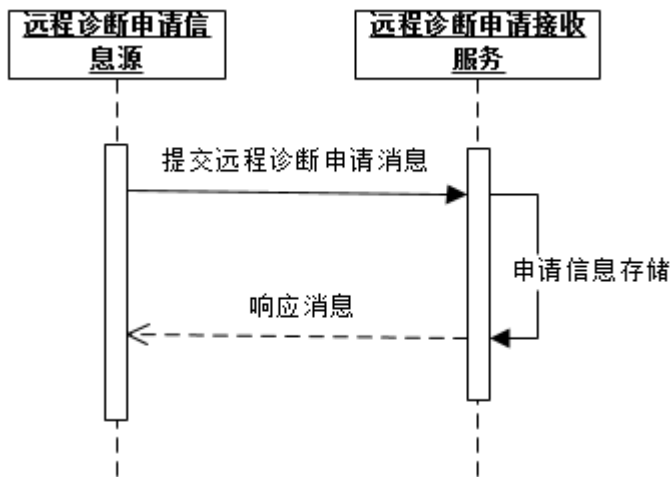 远程诊断申请信
息源
远程诊断申请接收
服务
提交远程诊断申请消息
申请信息存储
响应消息